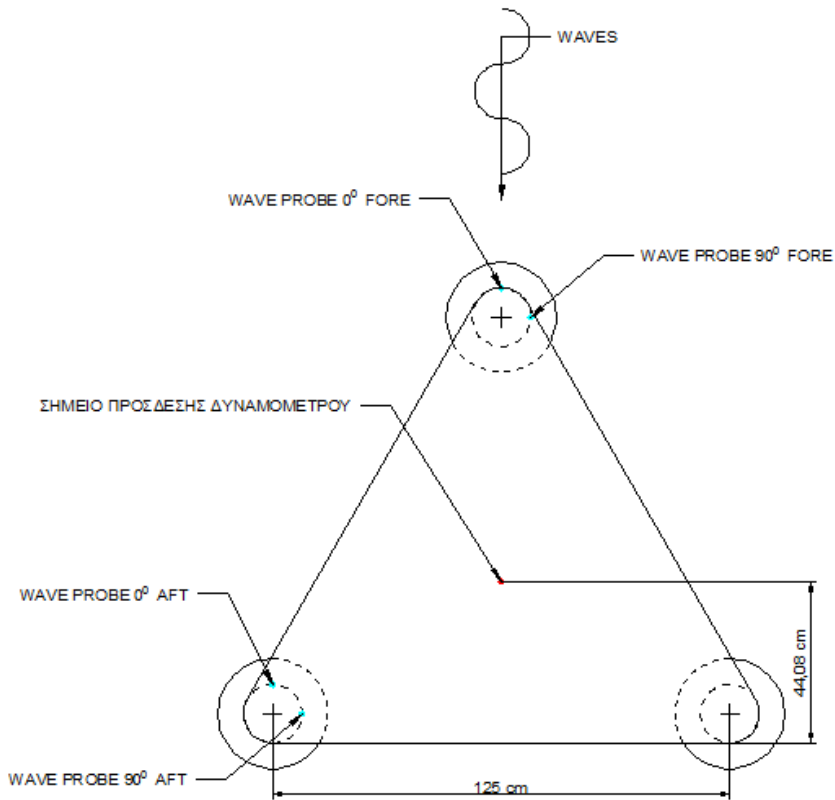 WAVES
WAVE PROBE 0⁰ FORE
WAVE PROBE 90⁰ FORE
ΣΗΜΕΙΟ ΠΡΟΣΔΕΣΗΣ ΔΥΝΑΜΟΜΕΤΡΟΥ
WAVE PROBE 0⁰ AFT
44,08 cm
WAVE PROBE 90⁰ AFT
125 cm